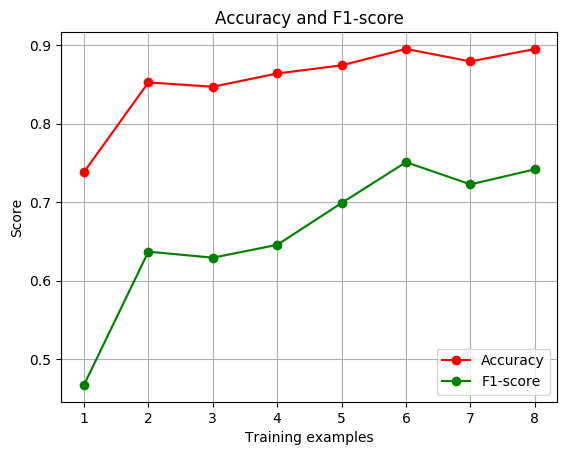 Accuracy and F1-score
0.9
0.8
0.7
0.6
0.5
Score
Accuracy
F1-score
1 2 3 4 5 6 7 8
Training examples